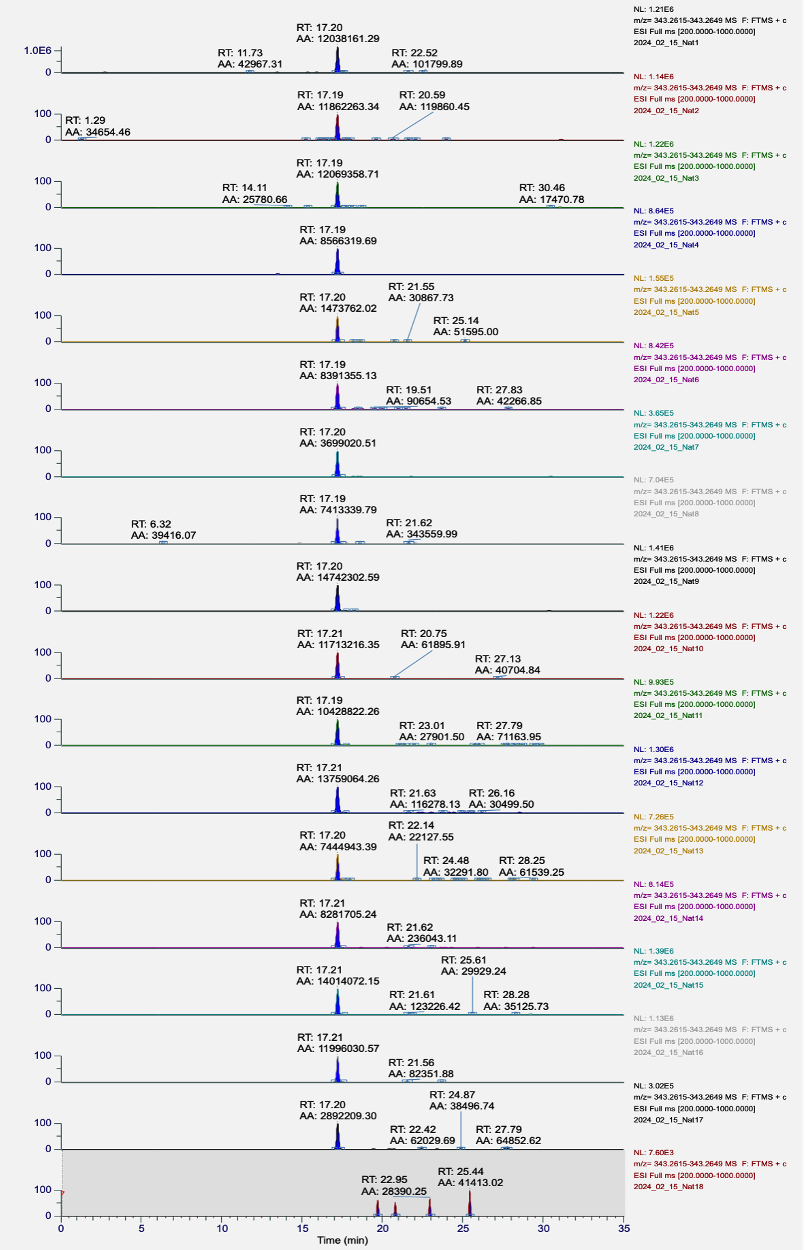 NL: 1.21E6
m/z= 343.2615-343.2649 MS F: FTMS + c
ESI Full ms [200.0000-1000.0000]
2024_02_15_Nat1
RT: 17.20
AA: 12038161.29
RT: 11.73
AA: 42967.31
RT: 22.52
AA: 101799.89
1.0E6
0
NL: 1.14E6
m/z= 343.2615-343.2649 MS F: FTMS + c
ESI Full ms [200.0000-1000.0000]
2024_02_15_Nat2
RT: 17.19
AA: 11862263.34
RT: 20.59
AA: 119860.45
RT: 1.29
AA: 34654.46
100
0
NL: 1.22E6
m/z= 343.2615-343.2649 MS F: FTMS + c
ESI Full ms [200.0000-1000.0000]
2024_02_15_Nat3
RT: 17.19
AA: 12069358.71
RT: 14.11
AA: 25780.66
RT: 30.46
AA: 17470.78
100
0
NL: 8.64E5
m/z= 343.2615-343.2649 MS F: FTMS + c
ESI Full ms [200.0000-1000.0000]
2024_02_15_Nat4
RT: 17.19
AA: 8566319.69
100
0
NL: 1.55E5
m/z= 343.2615-343.2649 MS F: FTMS + c
ESI Full ms [200.0000-1000.0000]
2024_02_15_Nat5
RT: 21.55
AA: 30867.73
RT: 17.20
AA: 1473762.02
RT: 25.14
AA: 51595.00
100
0
NL: 8.42E5
m/z= 343.2615-343.2649 MS F: FTMS + c
ESI Full ms [200.0000-1000.0000]
2024_02_15_Nat6
RT: 17.19
AA: 8391355.13
RT: 19.51
AA: 90654.53
RT: 27.83
AA: 42266.85
100
0
NL: 3.65E5
m/z= 343.2615-343.2649 MS F: FTMS + c
ESI Full ms [200.0000-1000.0000]
2024_02_15_Nat7
RT: 17.20
AA: 3699020.51
100
0
NL: 7.04E5
m/z= 343.2615-343.2649 MS F: FTMS + c
ESI Full ms [200.0000-1000.0000]
2024_02_15_Nat8
RT: 17.19
AA: 7413339.79
RT: 6.32
AA: 39416.07
RT: 21.62
AA: 343559.99
100
0
NL: 1.41E6
m/z= 343.2615-343.2649 MS F: FTMS + c
ESI Full ms [200.0000-1000.0000]
2024_02_15_Nat9
RT: 17.20
AA: 14742302.59
100
0
NL: 1.22E6
m/z= 343.2615-343.2649 MS F: FTMS + c
ESI Full ms [200.0000-1000.0000]
2024_02_15_Nat10
RT: 17.21
AA: 11713216.35
RT: 20.75
AA: 61895.91
RT: 27.13
AA: 40704.84
100
0
NL: 9.93E5
m/z= 343.2615-343.2649 MS F: FTMS + c
ESI Full ms [200.0000-1000.0000]
2024_02_15_Nat11
RT: 17.19
AA: 10428822.26
RT: 23.01
AA: 27901.50
RT: 27.79
AA: 71163.95
100
0
NL: 1.30E6
m/z= 343.2615-343.2649 MS F: FTMS + c
ESI Full ms [200.0000-1000.0000]
2024_02_15_Nat12
RT: 17.21
AA: 13759064.26
RT: 21.63
AA: 116278.13
RT: 26.16
AA: 30499.50
100
0
NL: 7.26E5
m/z= 343.2615-343.2649 MS F: FTMS + c
ESI Full ms [200.0000-1000.0000]
2024_02_15_Nat13
RT: 22.14
AA: 22127.55
RT: 17.20
AA: 7444943.39
RT: 24.48
AA: 32291.80
RT: 28.25
AA: 61539.25
100
0
NL: 8.14E5
m/z= 343.2615-343.2649 MS F: FTMS + c
ESI Full ms [200.0000-1000.0000]
2024_02_15_Nat14
RT: 17.21
AA: 8281705.24
RT: 21.62
AA: 236043.11
100
0
NL: 1.39E6
m/z= 343.2615-343.2649 MS F: FTMS + c
ESI Full ms [200.0000-1000.0000]
2024_02_15_Nat15
RT: 25.61
AA: 29929.24
RT: 17.21
AA: 14014072.15
RT: 21.61
AA: 123226.42
RT: 28.28
AA: 35125.73
100
0
NL: 1.13E6
m/z= 343.2615-343.2649 MS F: FTMS + c
ESI Full ms [200.0000-1000.0000]
2024_02_15_Nat16
RT: 17.21
AA: 11996030.57
RT: 21.56
AA: 82351.88
100
0
NL: 3.02E5
m/z= 343.2615-343.2649 MS F: FTMS + c
ESI Full ms [200.0000-1000.0000]
2024_02_15_Nat17
RT: 24.87
AA: 38496.74
RT: 17.20
AA: 2892209.30
RT: 22.42
AA: 62029.69
RT: 27.79
AA: 64852.62
100
0
NL: 7.60E3
m/z= 343.2615-343.2649 MS F: FTMS + c
ESI Full ms [200.0000-1000.0000]
2024_02_15_Nat18
RT: 25.44
AA: 41413.02
RT: 22.95
AA: 28390.25
100
0
0 5 10 15 20 25 30 35
Time (min)